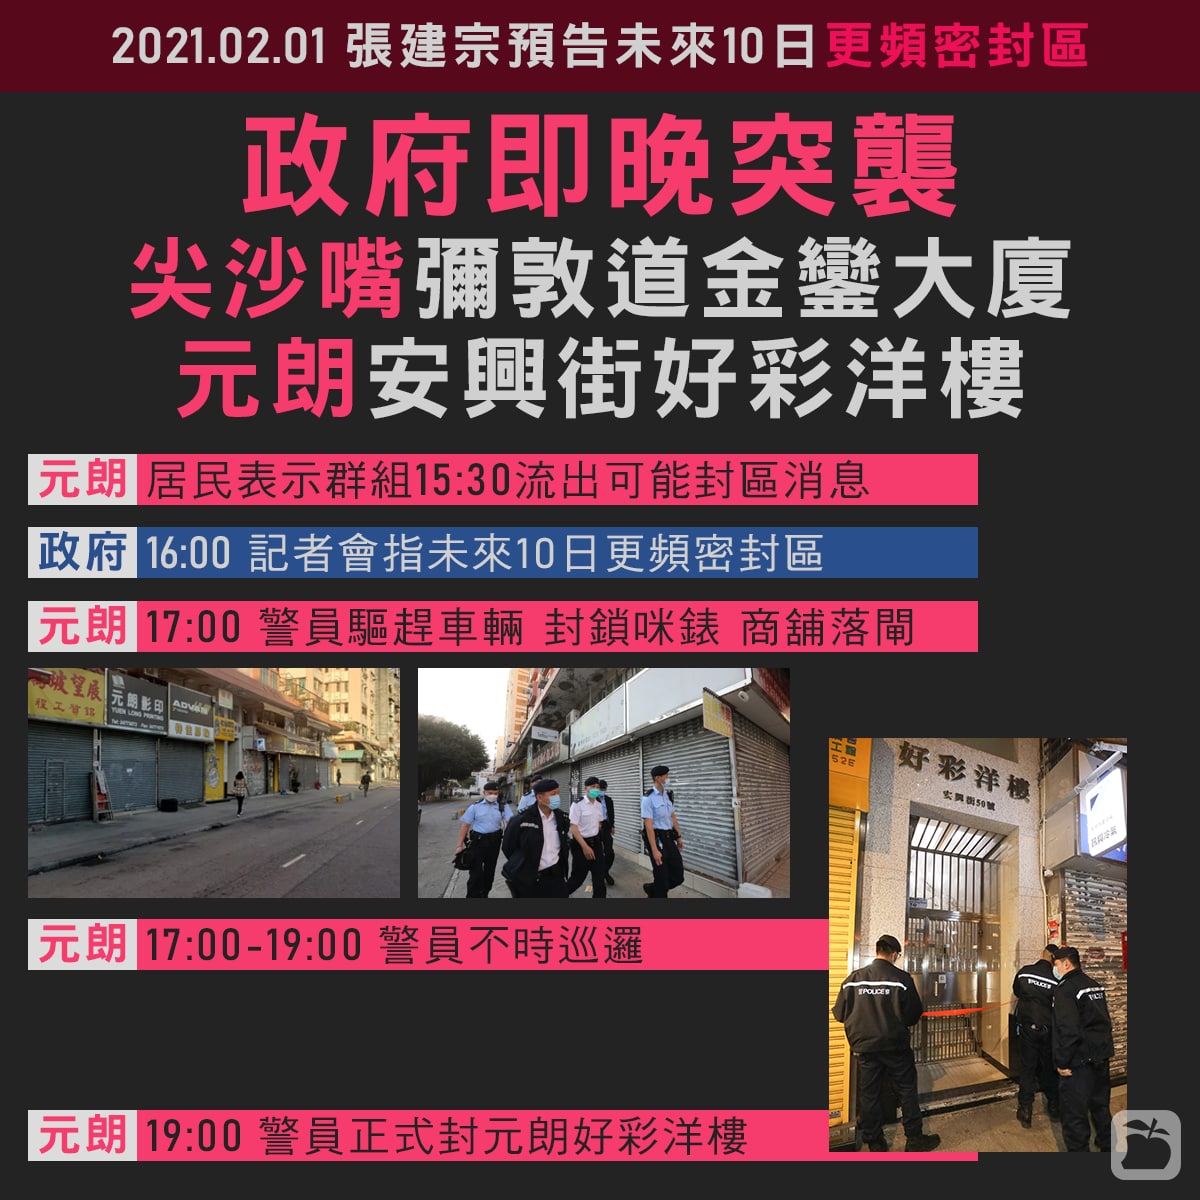 2021.02.01 張建宗預告未來10日更頻密封區
政府即晚突襲
尖沙嘴彌敦道金鑾大廈
元朗安興街好彩洋樓
元朗 居民表示群組15:30流出可能封區消息
政府 16:00 記者會指未來10日更頻密封區
元朗 17:00 警員驅趕車輛 封鎖咪錶 商舖落閘
望展
元朗影印
YUEN LONG PRINTING
52E
好彩洋樓
安興街50號
元朗 17:00-19:00 警員不時巡邏
POLICE
元朗 19:00 警員正式封元朗好彩洋樓